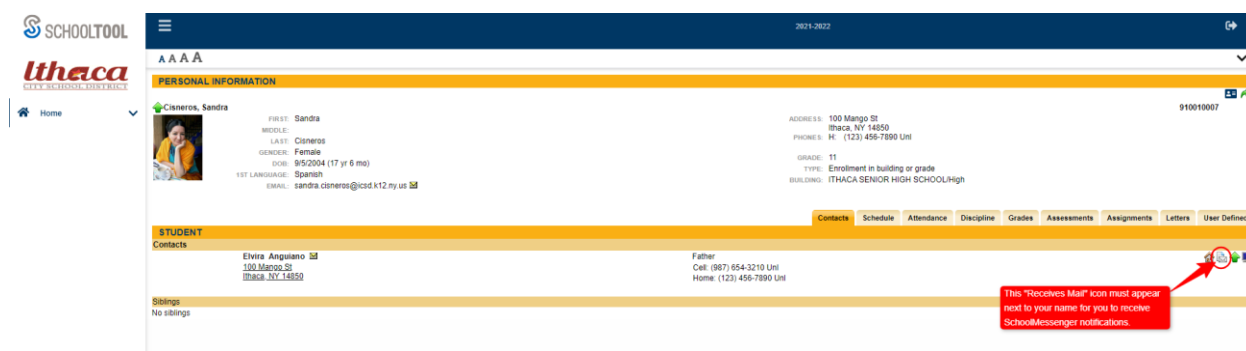 SCHOOLTOOL
2021-2022
Ithaca
CITY SCHOOL DISTRICT
Home
A A A A
PERSONAL INFORMATION
Cisneros, Sandra
910010007
FIRST: Sandra
MIDDLE:
LAST: Cisneros
GENDER: Female
DOB: 9/5/2004 (17 yr 6 mo)
1ST LANGUAGE: Spanish
EMAIL: sandra.cisneros@icsd.k12.ny.us
ADDRESS: 100 Mango St
Ithaca, NY 14850
PHONES: H: (123) 456-7890 Unl
GRADE: 11
TYPE: Enrollment in building or grade
BUILDING: ITHACA SENIOR HIGH SCHOOL/High
Contacts Schedule Attendance Discipline Grades Assessments Assignments Letters User Defined
STUDENT
Contacts
Elvira Anguiano
100 Mango St
Ithaca, NY 14850
Father
Cell: (987) 654-3210 Unl
Home: (123) 456-7890 Unl
This "Receives Mail" icon must appear
next to your name for you to receive
SchoolMessenger notifications.
Siblings
No siblings